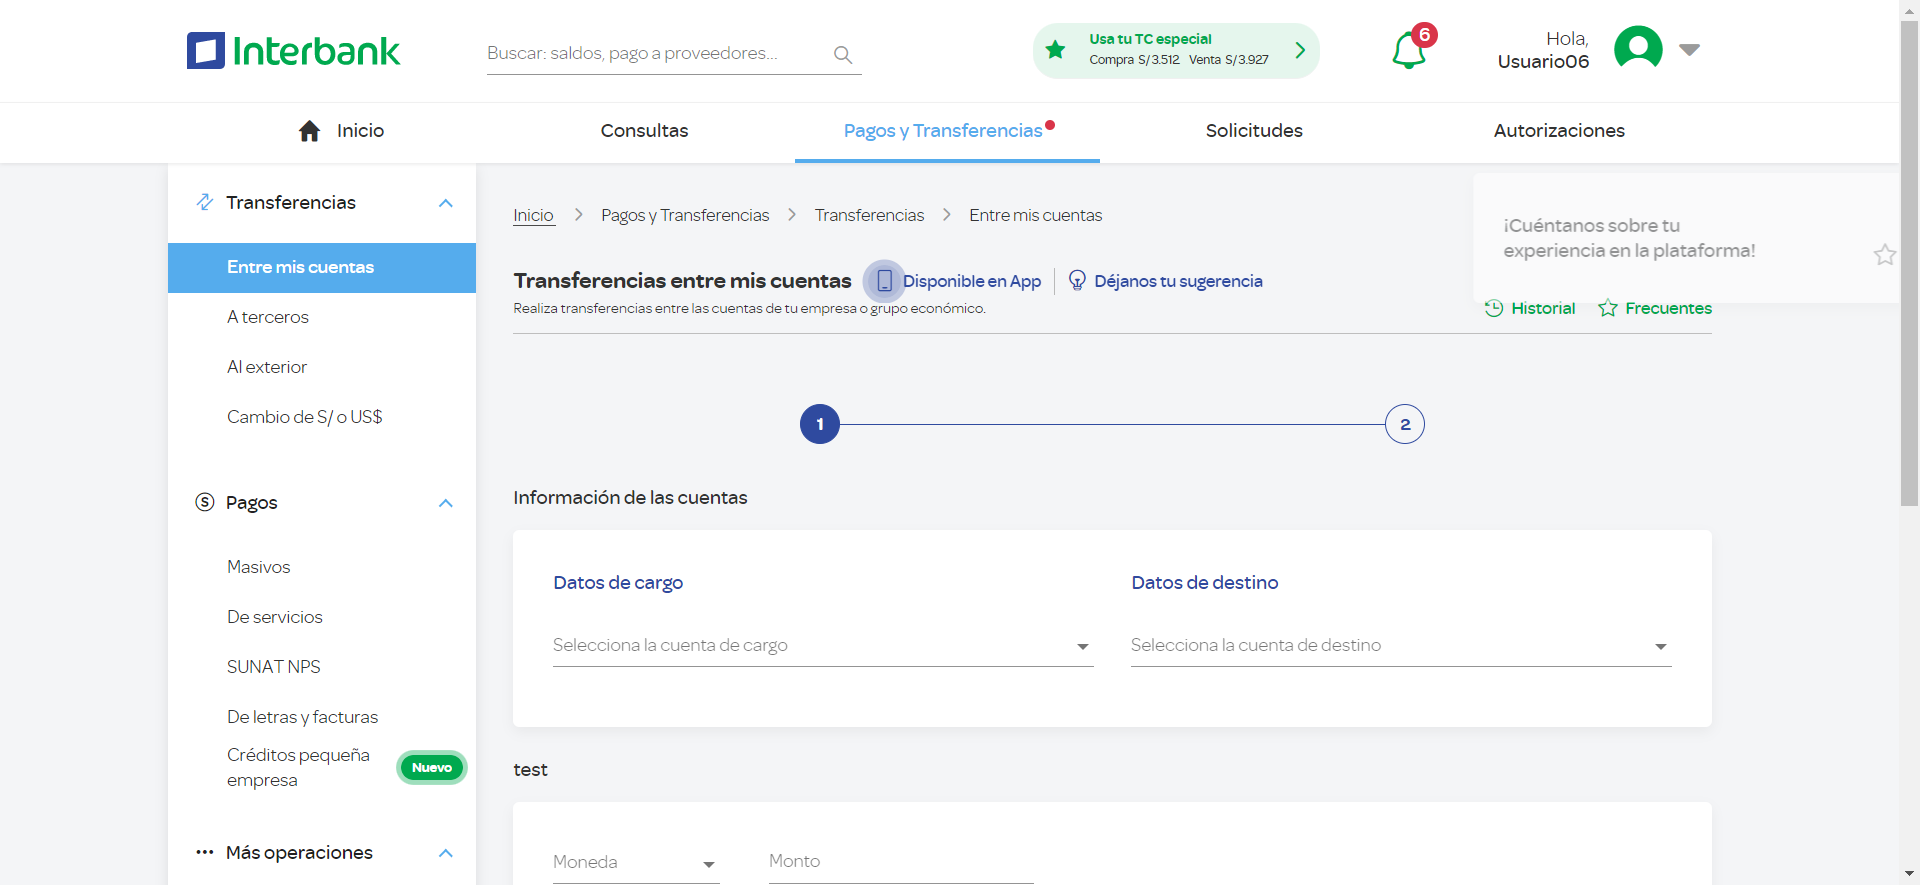 Interbank
Buscar: saldos, pago a proveedores...
Usa tu TC especial
Compra S/3.512 Venta S/3.927
6
Hola,
Usuario06
Inicio
Consultas
Pagos y Transferencias
Solicitudes
Autorizaciones
Transferencias
Entre mis cuentas
A terceros
Al exterior
Cambio de S/ o US$
Pagos
Masivos
De servicios
SUNAT NPS
De letras y facturas
Créditos pequeña
empresa
Nuevo
Más operaciones
Inicio > Pagos y Transferencias > Transferencias > Entre mis cuentas
¡Cuéntanos sobre tu
experiencia en la plataforma!
Transferencias entre mis cuentas
Disponible en App
Déjanos tu sugerencia
Realiza transferencias entre las cuentas de tu empresa o grupo económico.
Historial
Frecuentes
1
2
Información de las cuentas
Datos de cargo
Datos de destino
Selecciona la cuenta de cargo
Selecciona la cuenta de destino
test
Moneda
Monto